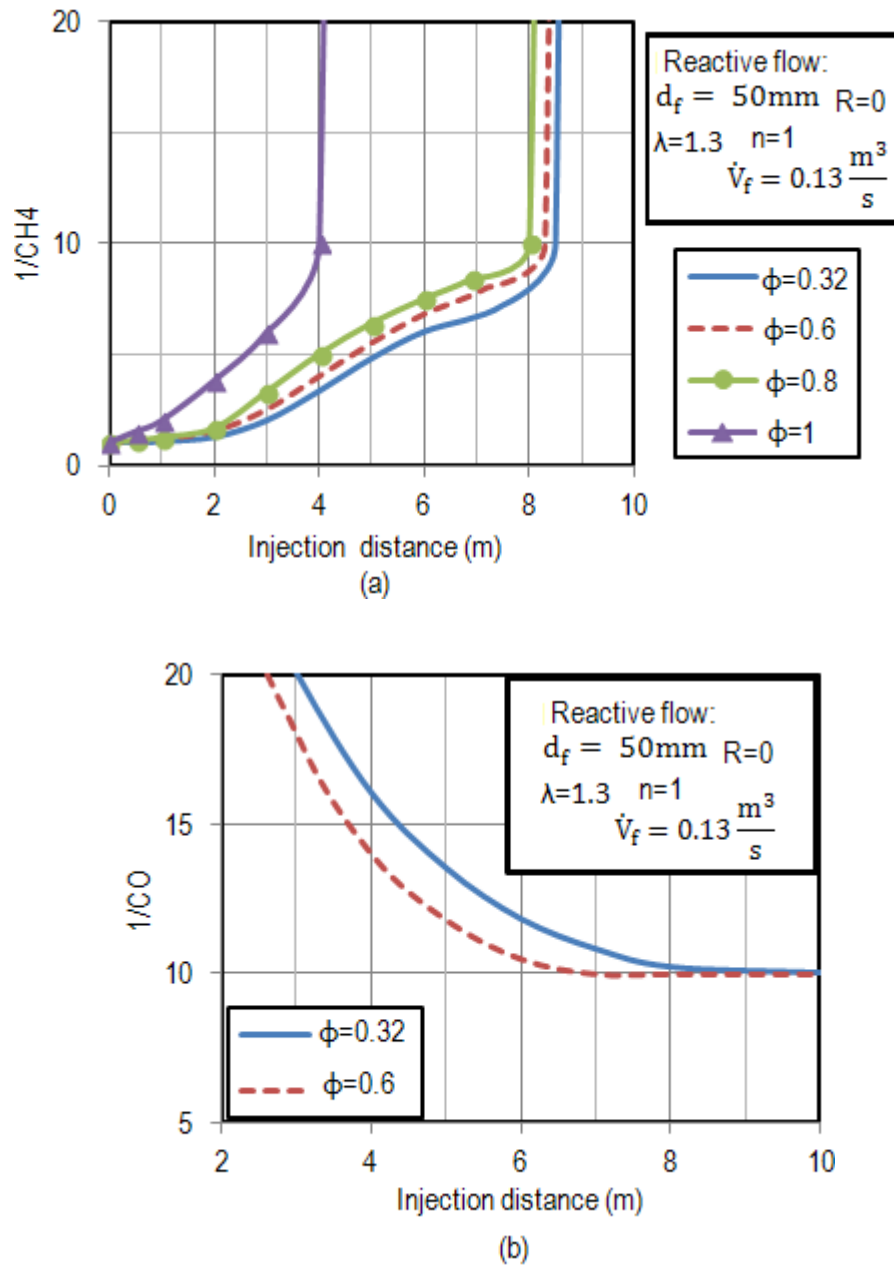 20
10
0
1/CH4
0 2 4 6 8 10
Injection distance (m)
(a)
Reactive flow:
d_f = 50mm R=0
λ=1.3 n=1
V̇_f = 0.13 m³/s
ϕ=0.32
ϕ=0.6
ϕ=0.8
ϕ=1
20
15
10
5
1/CO
2 4 6 8 10
Injection distance (m)
(b)
Reactive flow:
d_f = 50mm R=0
λ=1.3 n=1
V̇_f = 0.13 m³/s
ϕ=0.32
ϕ=0.6